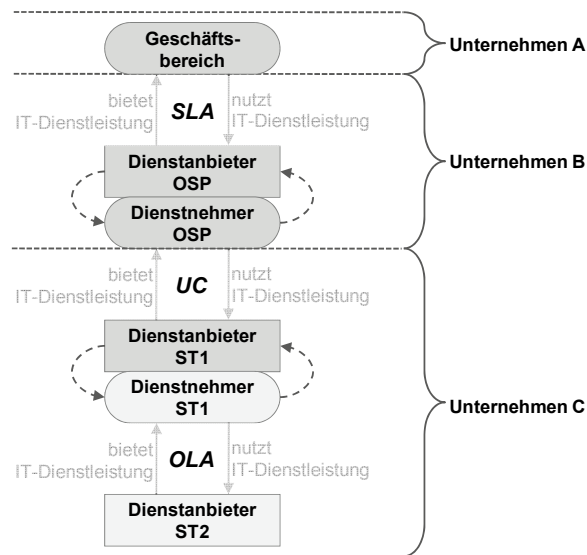 Geschäfts-
bereich
Unternehmen A
bietet
IT-Dienstleistung
SLA
nutzt
IT-Dienstleistung
Dienstanbieter
OSP
Unternehmen B
Dienstnehmer
OSP
bietet
IT-Dienstleistung
UC
nutzt
IT-Dienstleistung
Dienstanbieter
ST1
Dienstnehmer
ST1
Unternehmen C
bietet
IT-Dienstleistung
OLA
nutzt
IT-Dienstleistung
Dienstanbieter
ST2